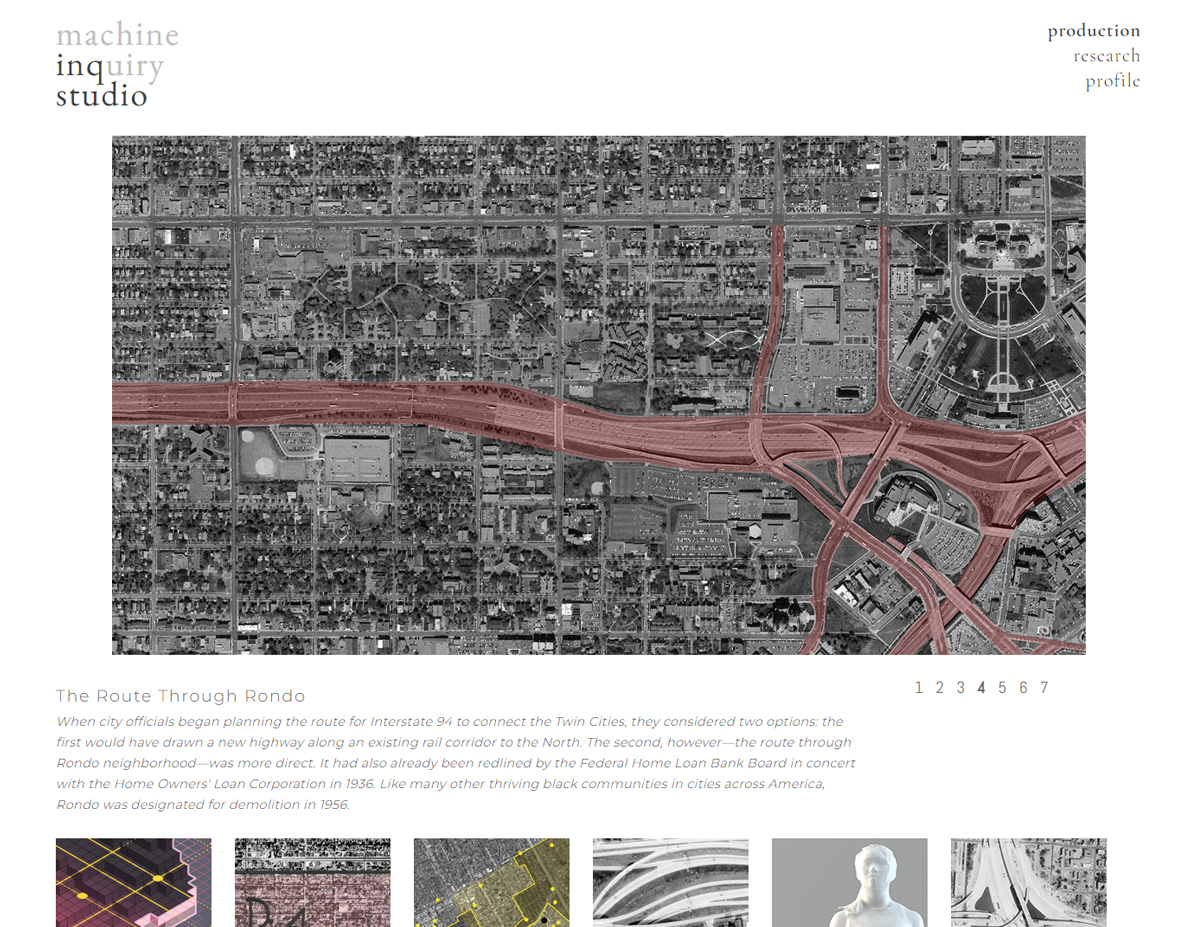 machine
inquiry
studio
production
research
profile
1 2 3 4 5 6 7
The Route Through Rondo
When city officials began planning the route for Interstate 94 to connect the Twin Cities, they considered two options: the
first would have drawn a new highway along an existing rail corridor to the North. The second, however—the route through
Rondo neighborhood—was more direct. It had also already been redlined by the Federal Home Loan Bank Board in concert
with the Home Owners' Loan Corporation in 1936. Like many other thriving black communities in cities across America,
Rondo was designated for demolition in 1956.